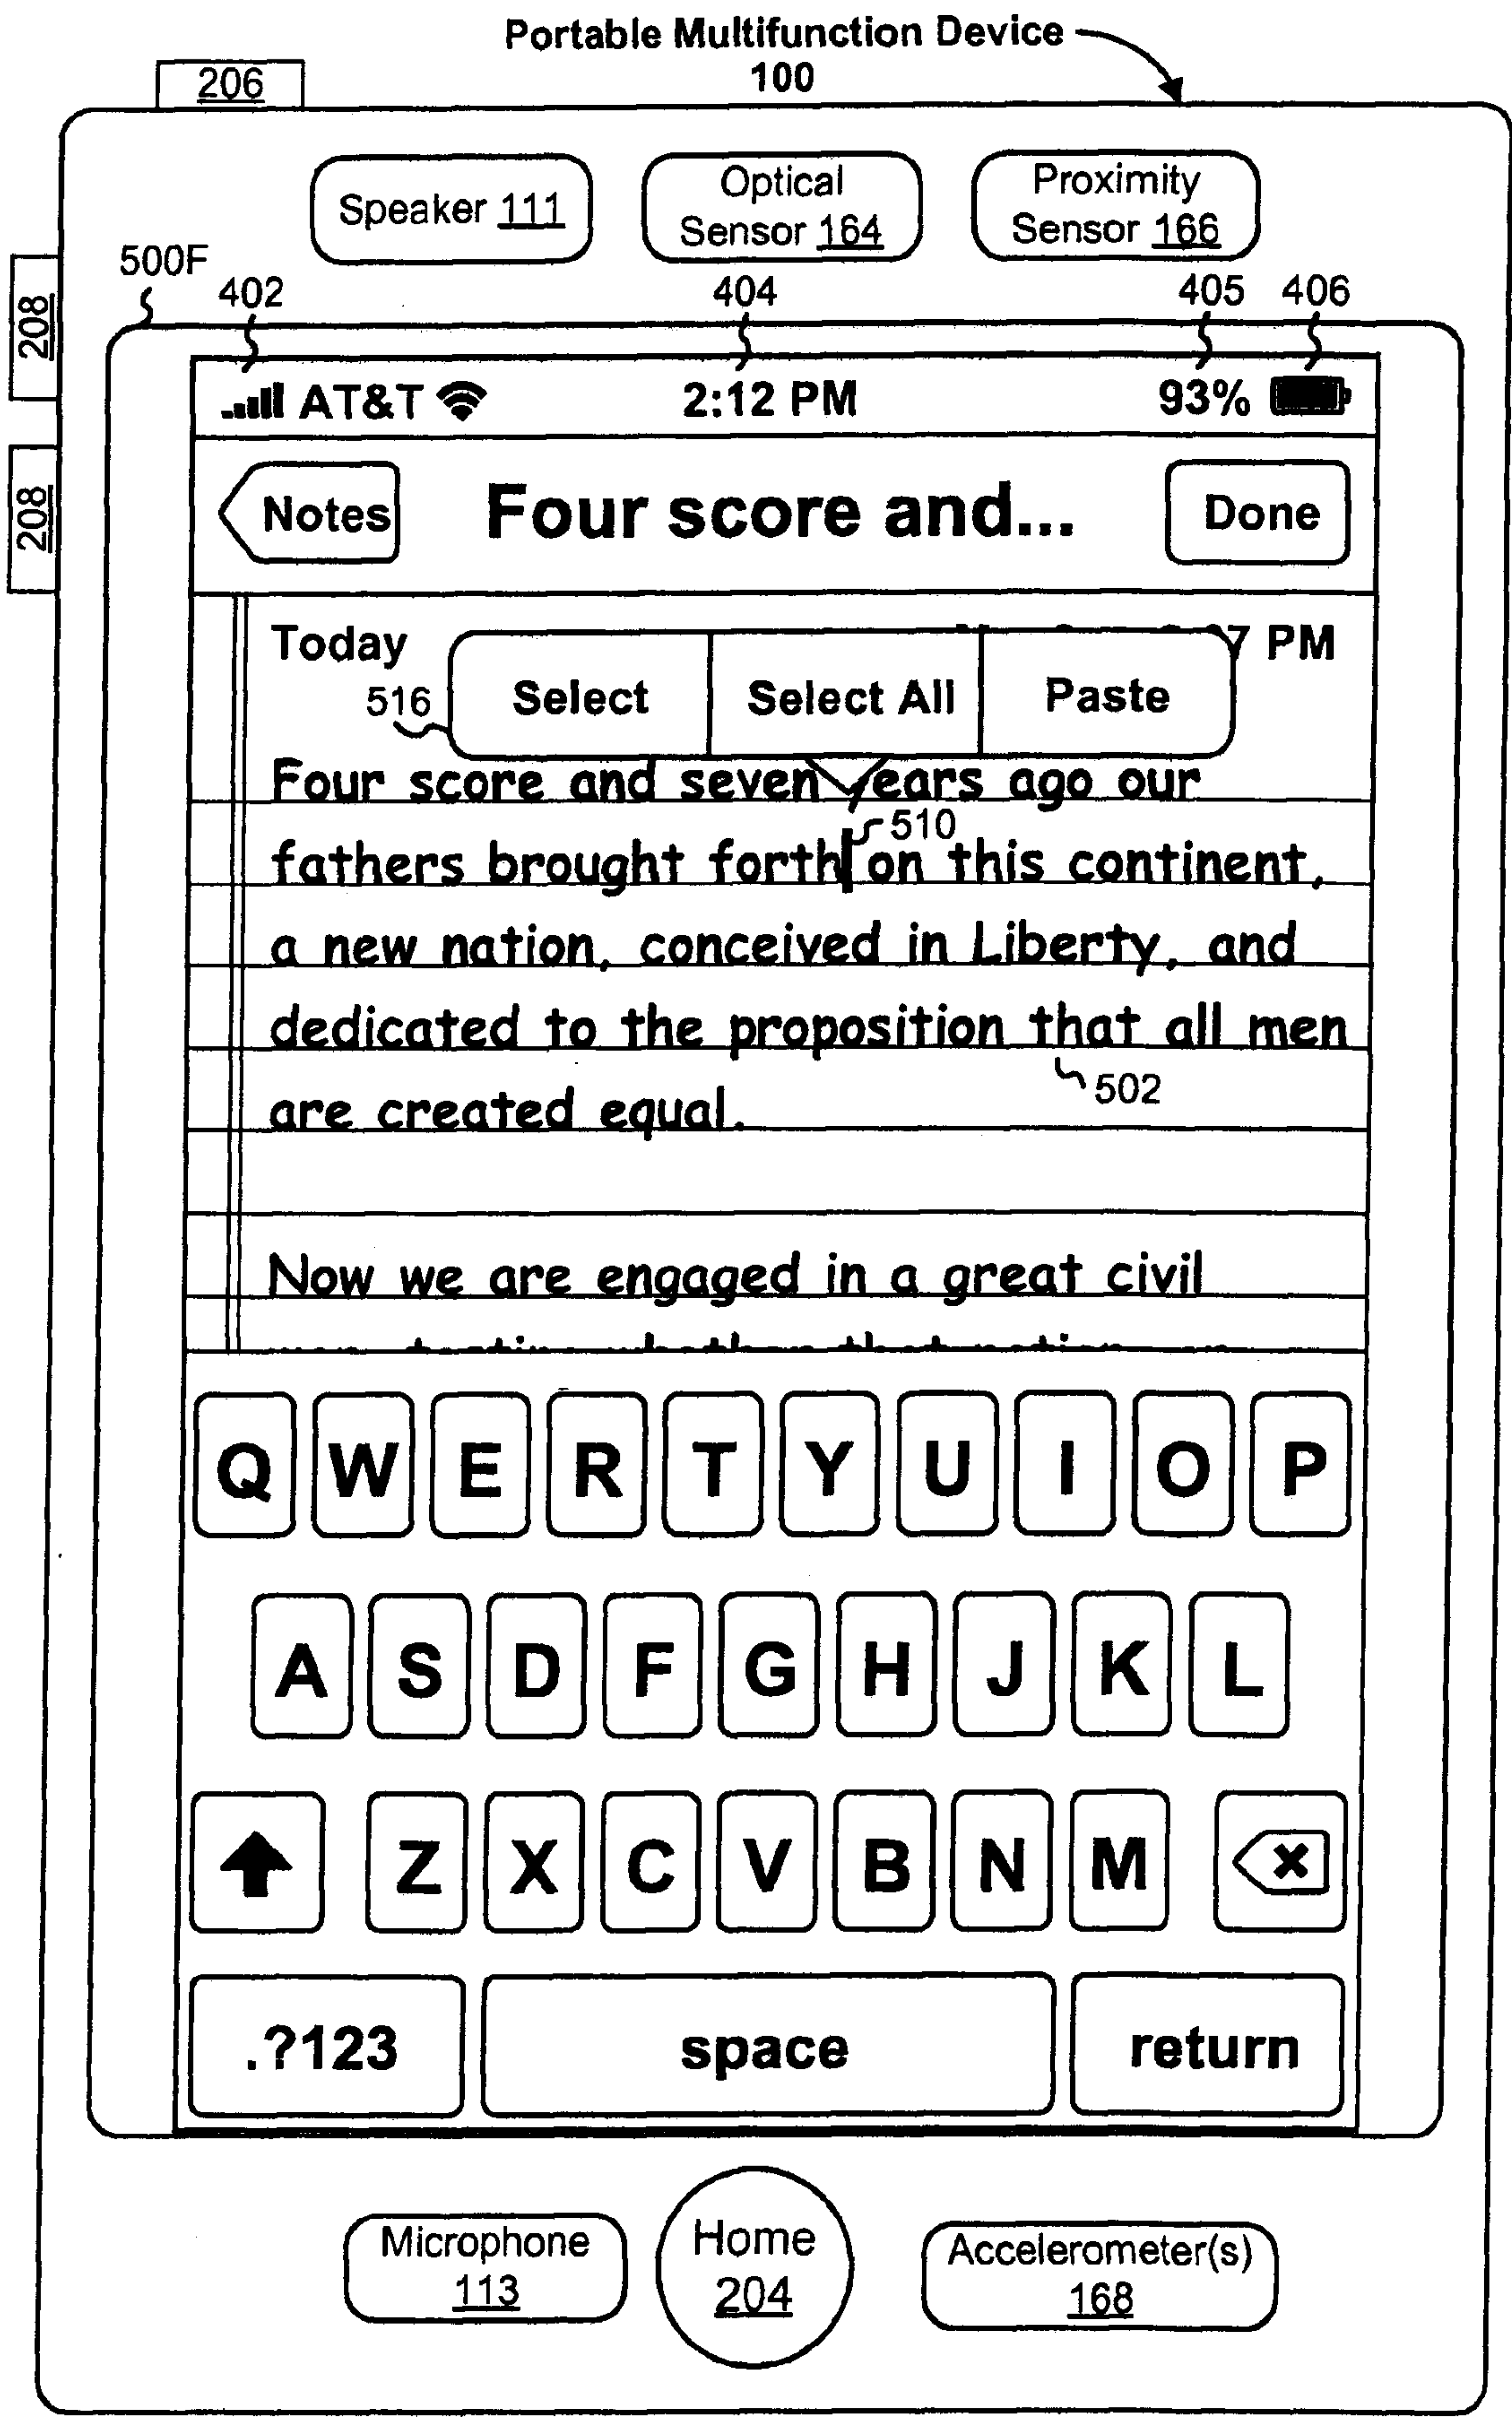 Portable Multifunction Device
100
206
Speaker 111
Optical
Sensor 164
Proximity
Sensor 166
208
208
500F
402
404
405
406
AT&T
2:12 PM
93%
Notes
Four score and...
Done
Today
7 PM
516
Select
Select All
Paste
Four score and seven years ago our
510
fathers brought forth on this continent,
a new nation, conceived in Liberty, and
dedicated to the proposition that all men
502
are created equal.
Now we are engaged in a great civil
Q W E R T Y U I O P
A S D F G H J K L
Z X C V B N M
.?123
space
return
Microphone
113
Home
204
Accelerometer(s)
168